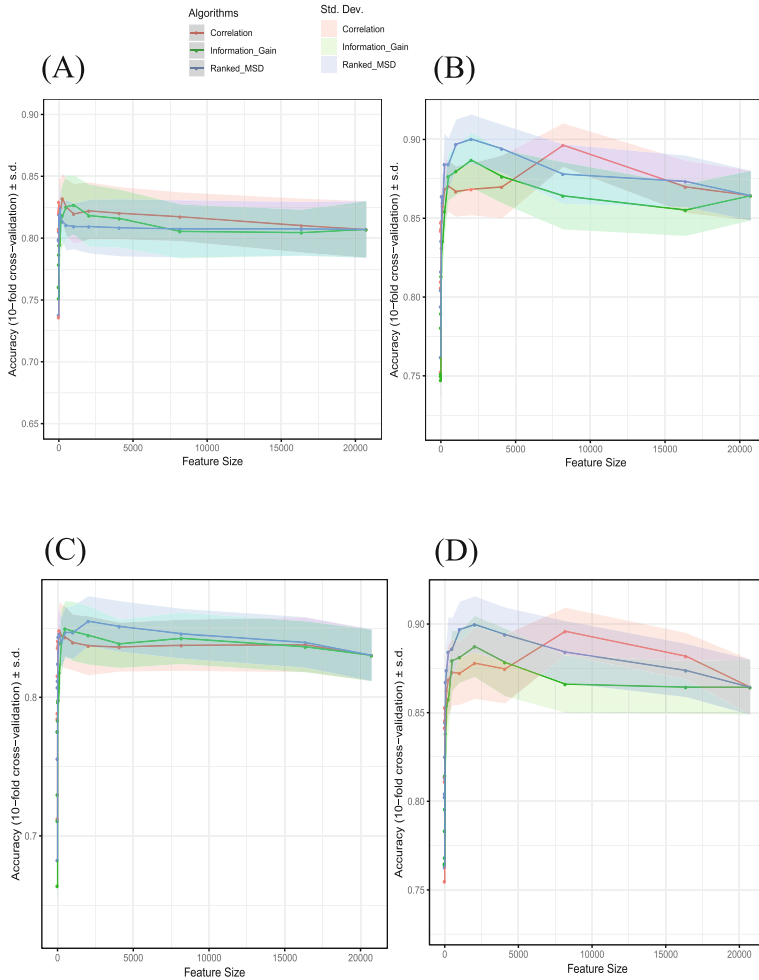 Algorithms
Correlation
Information_Gain
Ranked_MSD
Std. Dev.
Correlation
Information_Gain
Ranked_MSD
(A)
(B)
Accuracy (10−fold cross−validation) ± s.d.
0.90
0.85
0.80
0.75
0.70
0.65
0
5000
10000
15000
20000
Feature Size
Accuracy (10−fold cross−validation) ± s.d.
0.90
0.85
0.80
0.75
0
5000
10000
15000
20000
Feature Size
(C)
(D)
Accuracy (10−fold cross−validation) ± s.d.
0.8
0.7
0
5000
10000
15000
20000
Feature Size
Accuracy (10−fold cross−validation) ± s.d.
0.90
0.85
0.80
0.75
0
5000
10000
15000
20000
Feature Size